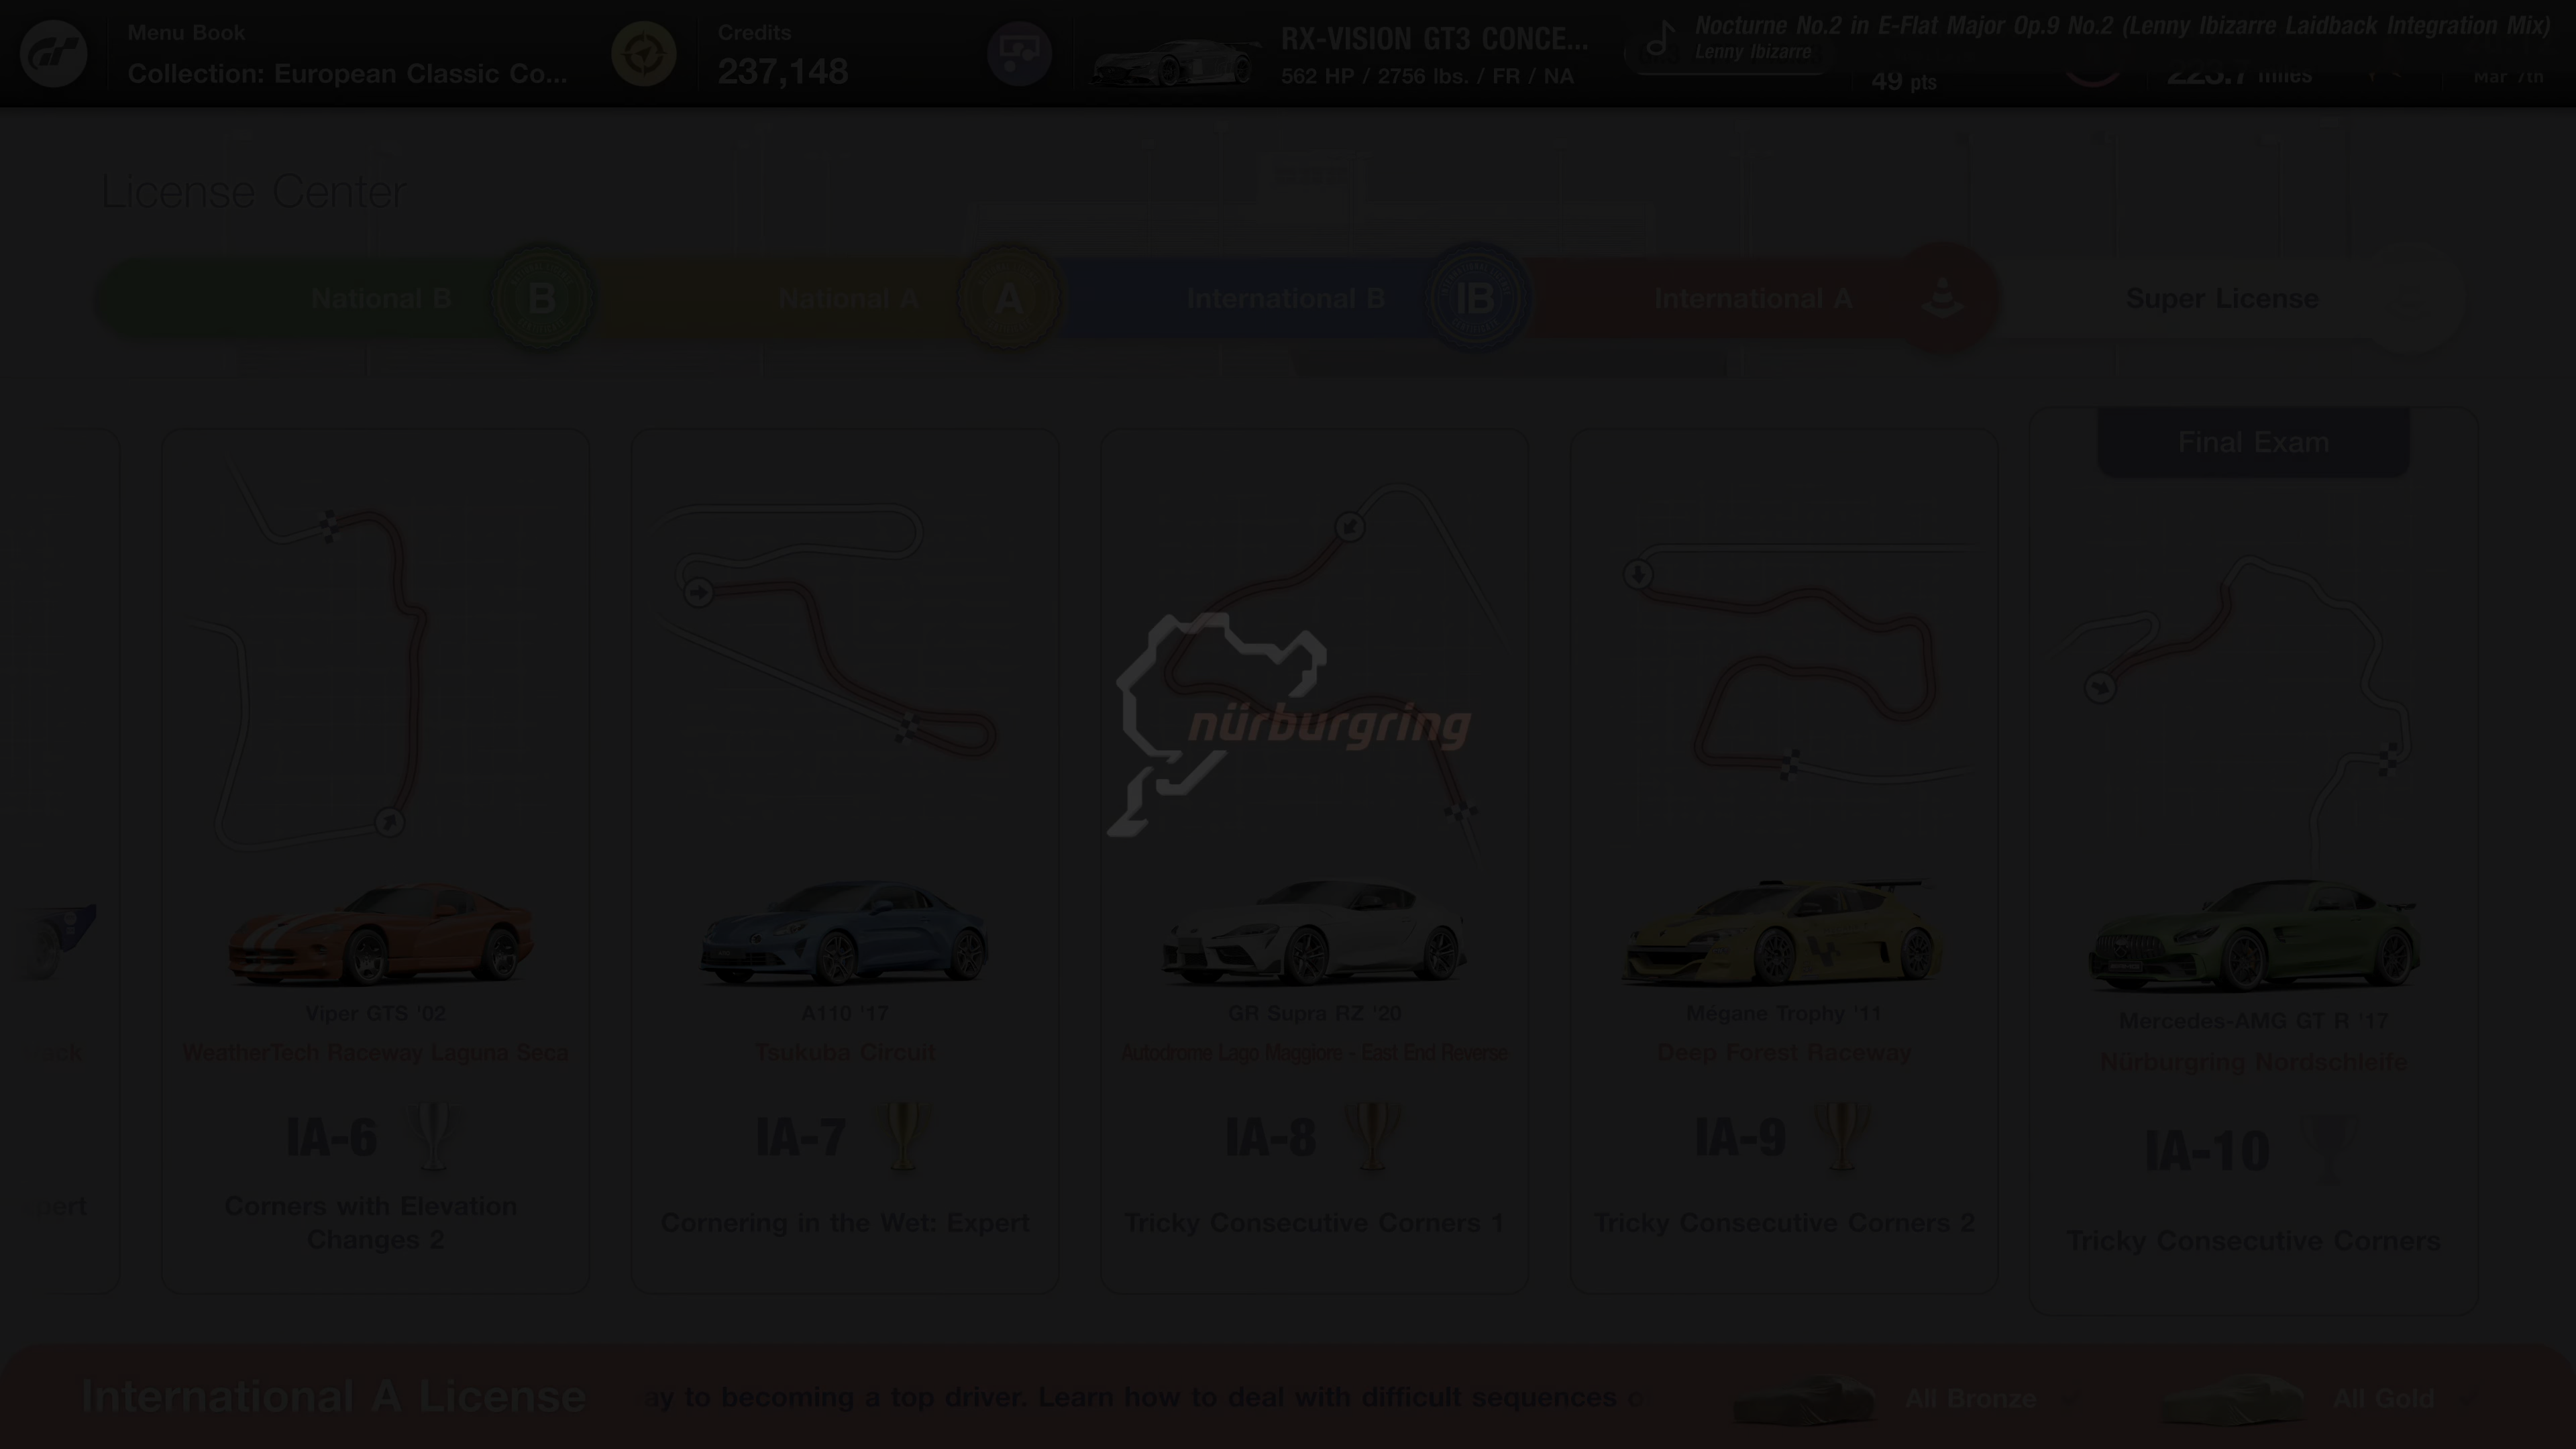 Menu Book
Collection: European Classic Co...
Credits
237,148
RX-VISION GT3 CONCE...
562 HP / 2756 lbs. / FR / NA
Nocturne No.2 in E-Flat Major Op.9 No.2 (Lenny Ibizarre Laidback Integration Mix)
Lenny Ibizarre
49 pts
223.7 miles
Mar 7th
License Center
National B
B
National A
A
International B
IB
International A
Super License
Final Exam
nürburgring
Viper GTS '02
WeatherTech Raceway Laguna Seca
IA-6
Corners with Elevation
Changes 2
A110 '17
Tsukuba Circuit
IA-7
Cornering in the Wet: Expert
GR Supra RZ '20
Autodrome Lago Maggiore - East End Reverse
IA-8
Tricky Consecutive Corners 1
Mégane Trophy '11
Deep Forest Raceway
IA-9
Tricky Consecutive Corners 2
Mercedes-AMG GT R '17
Nürburgring Nordschleife
IA-10
Tricky Consecutive Corners
International A License
ay to becoming a top driver. Learn how to deal with difficult sequences o
All Bronze
All Gold